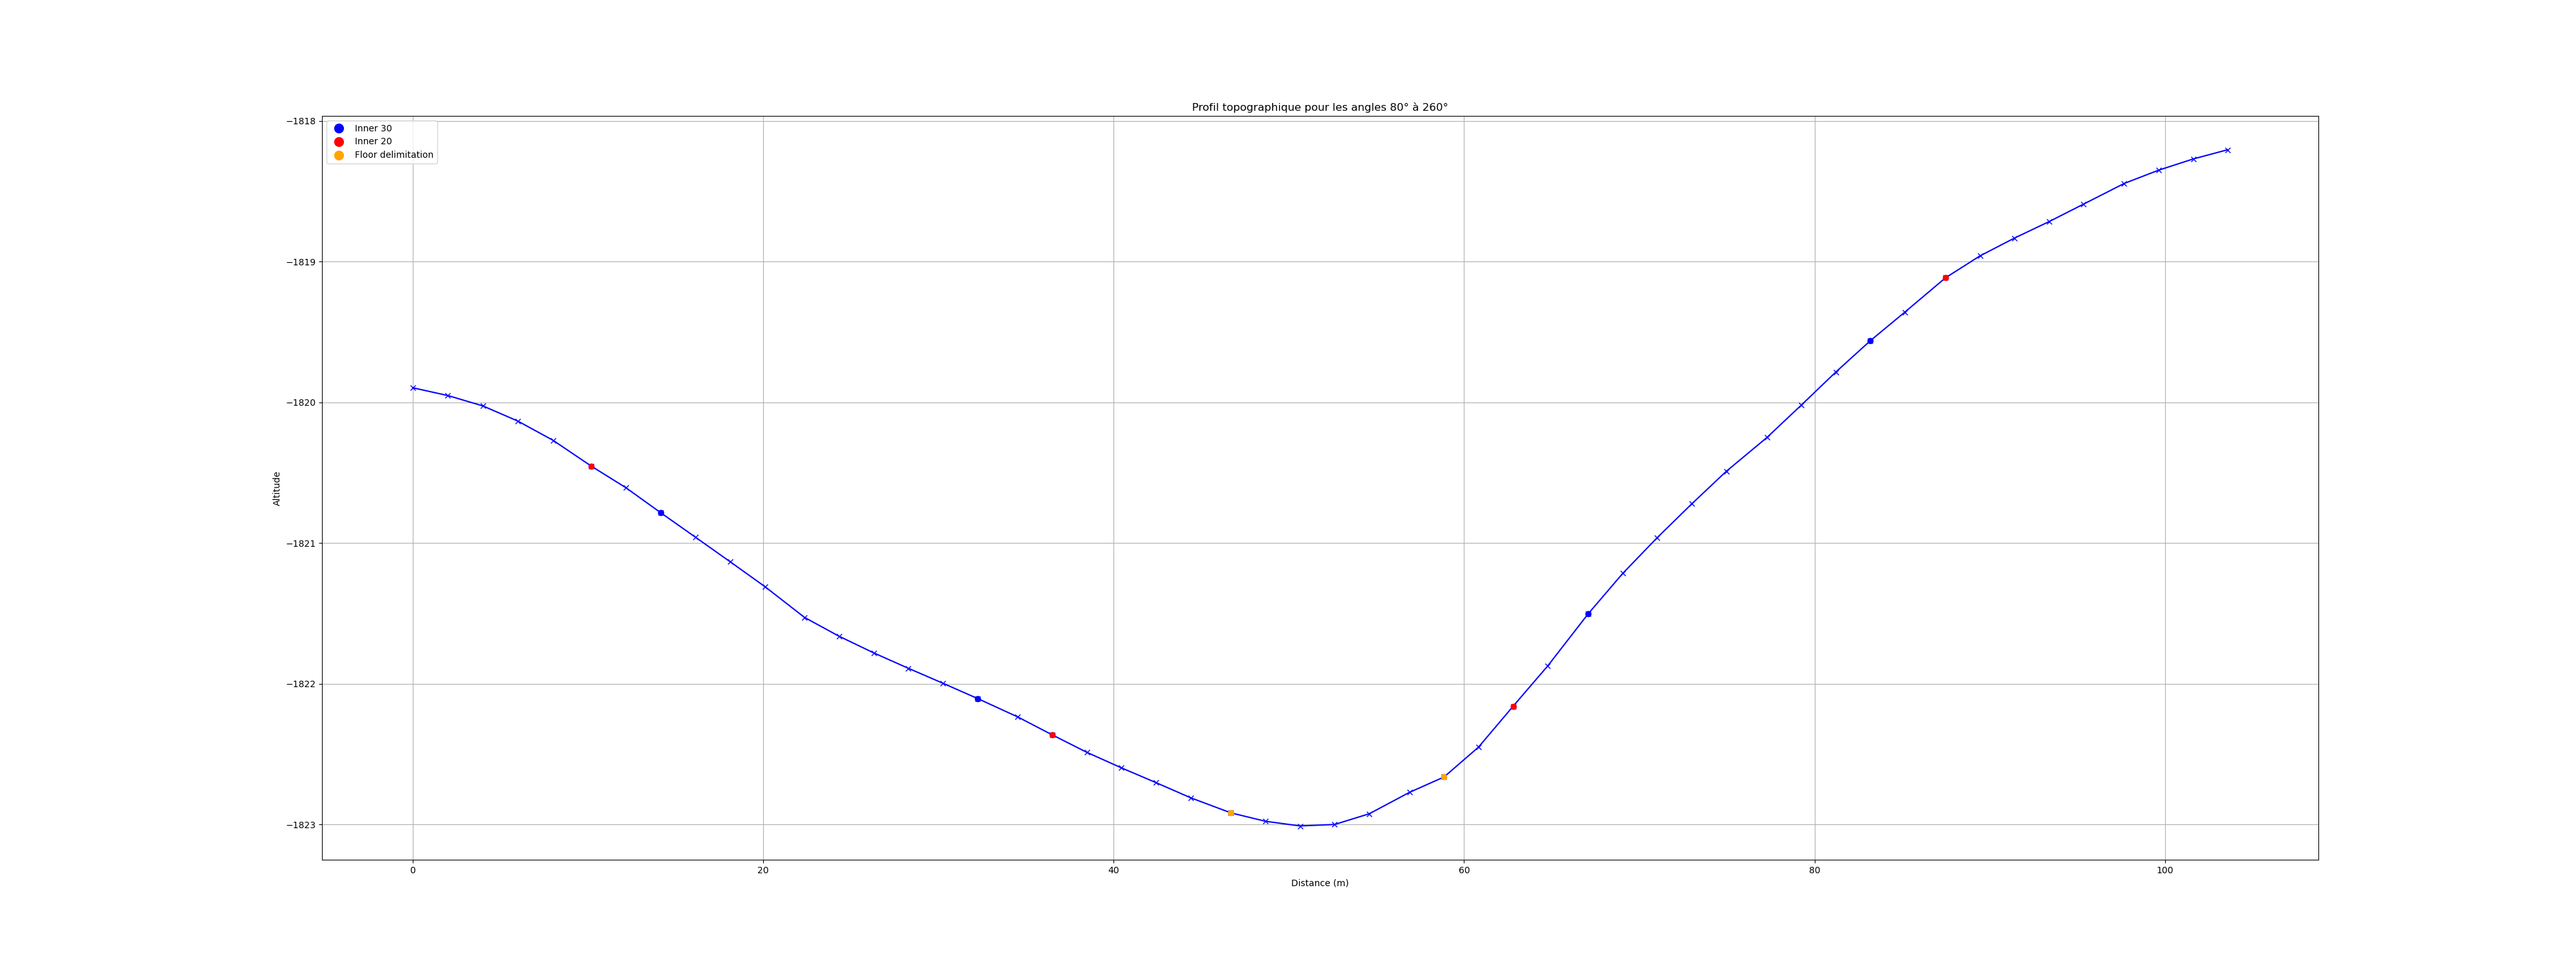 Profil topographique pour les angles 80° à 260°
Inner 30
Inner 20
Floor delimitation
−1818
−1819
−1820
−1821
−1822
−1823
Altitude
0 20 40 60 80 100
Distance (m)